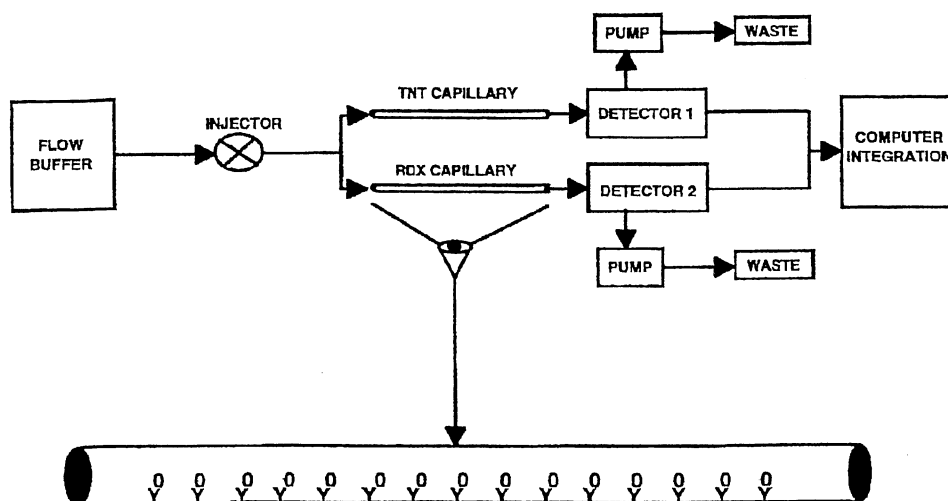 PUMP
WASTE
TNT CAPILLARY
DETECTOR 1
INJECTOR
FLOW
BUFFER
COMPUTER
INTEGRATION
RDX CAPILLARY
DETECTOR 2
PUMP
WASTE